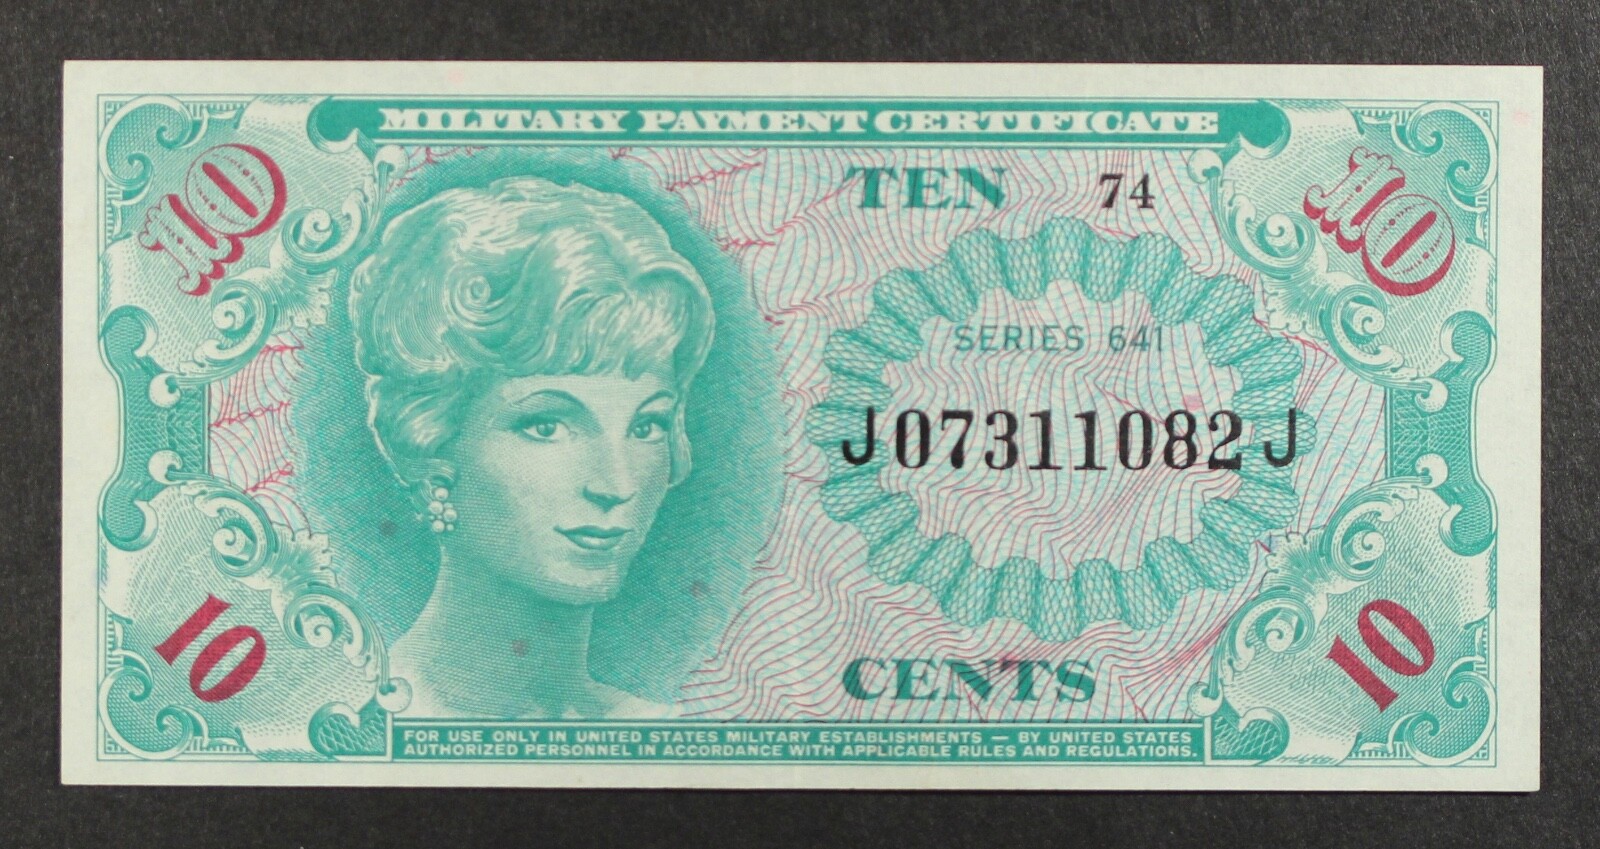 MILITARY PAYMENT CERTIFICATE
10 TEN 74 10
SERIES 641
J07311082J
10 CENTS 10
FOR USE ONLY IN UNITED STATES MILITARY ESTABLISHMENTS — BY UNITED STATES
AUTHORIZED PERSONNEL IN ACCORDANCE WITH APPLICABLE RULES AND REGULATIONS.